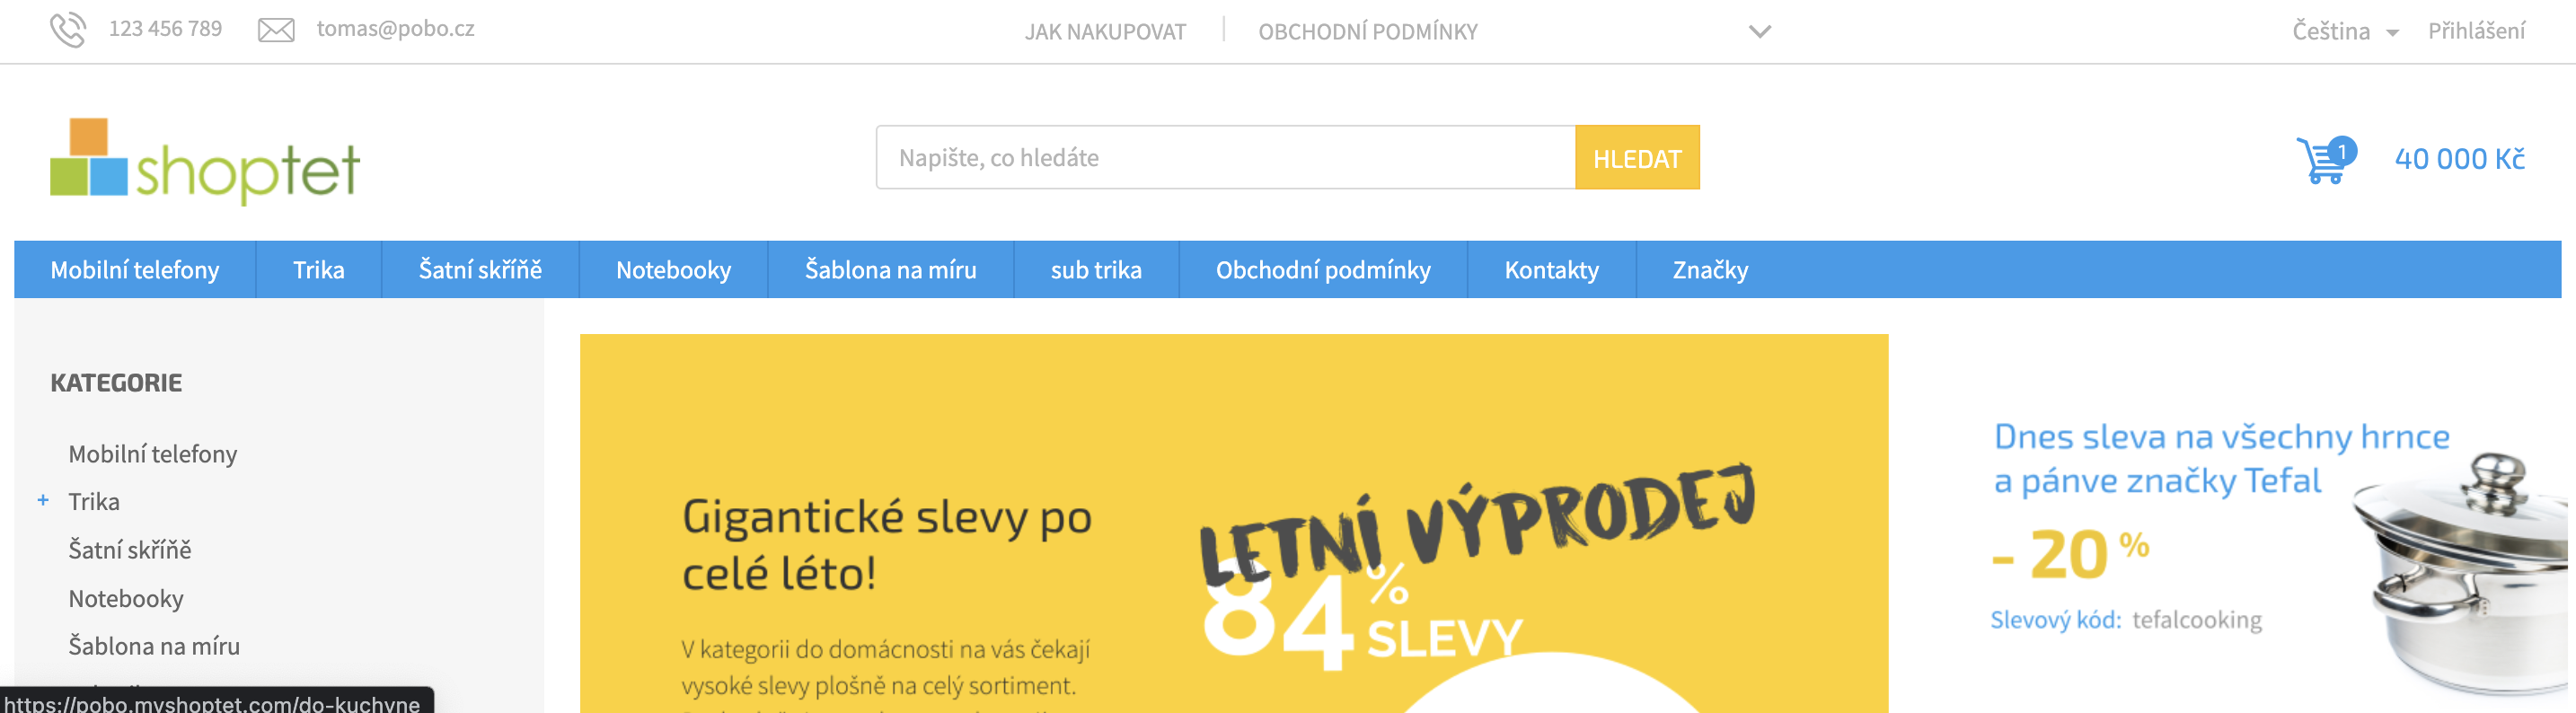 123 456 789
tomas@pobo.cz
JAK NAKUPOVAT
OBCHODNÍ PODMÍNKY
Čeština
Přihlášení
shoptet
Napište, co hledáte
HLEDAT
1
40 000 Kč
Mobilní telefony
Trika
Šatní skříně
Notebooky
Šablona na míru
sub trika
Obchodní podmínky
Kontakty
Značky
KATEGORIE
Mobilní telefony
+ Trika
Šatní skříně
Notebooky
Šablona na míru
Gigantické slevy po
celé léto!
V kategorii do domácnosti na vás čekají
vysoké slevy plošně na celý sortiment.
LETNÍ VÝPRODEJ
84 %
SLEVY
Dnes sleva na všechny hrnce
a pánve značky Tefal
- 20 %
Slevový kód: tefalcooking
https://pobo.myshoptet.com/do-kuchyne